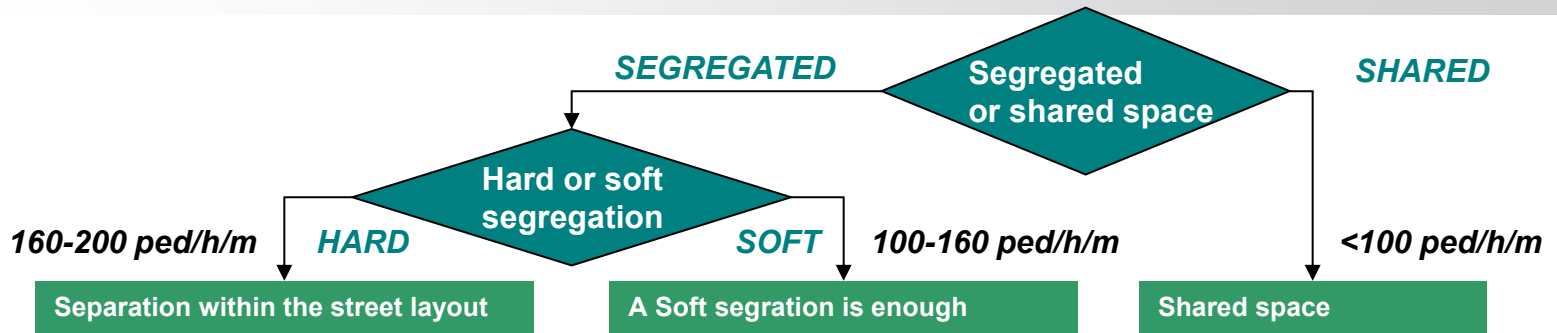 SEGREGATED
Segregated
or shared space
SHARED
Hard or soft
segregation
160-200 ped/h/m
HARD
SOFT
100-160 ped/h/m
<100 ped/h/m
Separation within the street layout
A Soft segration is enough
Shared space